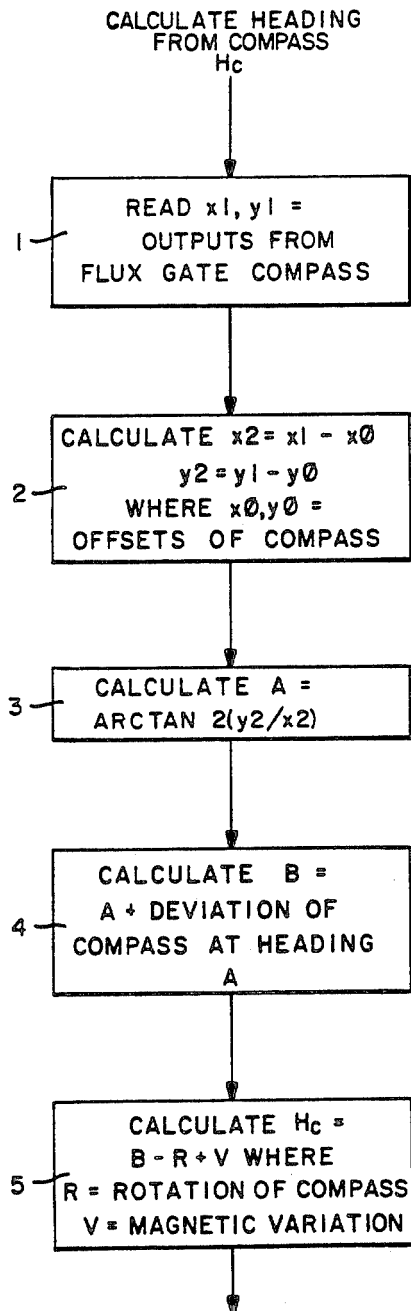 CALCULATE HEADING
FROM COMPASS
Hc
1
READ x1, y1 =
OUTPUTS FROM
FLUX GATE COMPASS
2
CALCULATE x2= x1 - xØ
y2 = y1 - yØ
WHERE xØ,yØ =
OFFSETS OF COMPASS
3
CALCULATE A =
ARCTAN 2(y2/x2)
4
CALCULATE B =
A + DEVIATION OF
COMPASS AT HEADING
A
5
CALCULATE Hc =
B - R + V WHERE
R = ROTATION OF COMPASS
V = MAGNETIC VARIATION